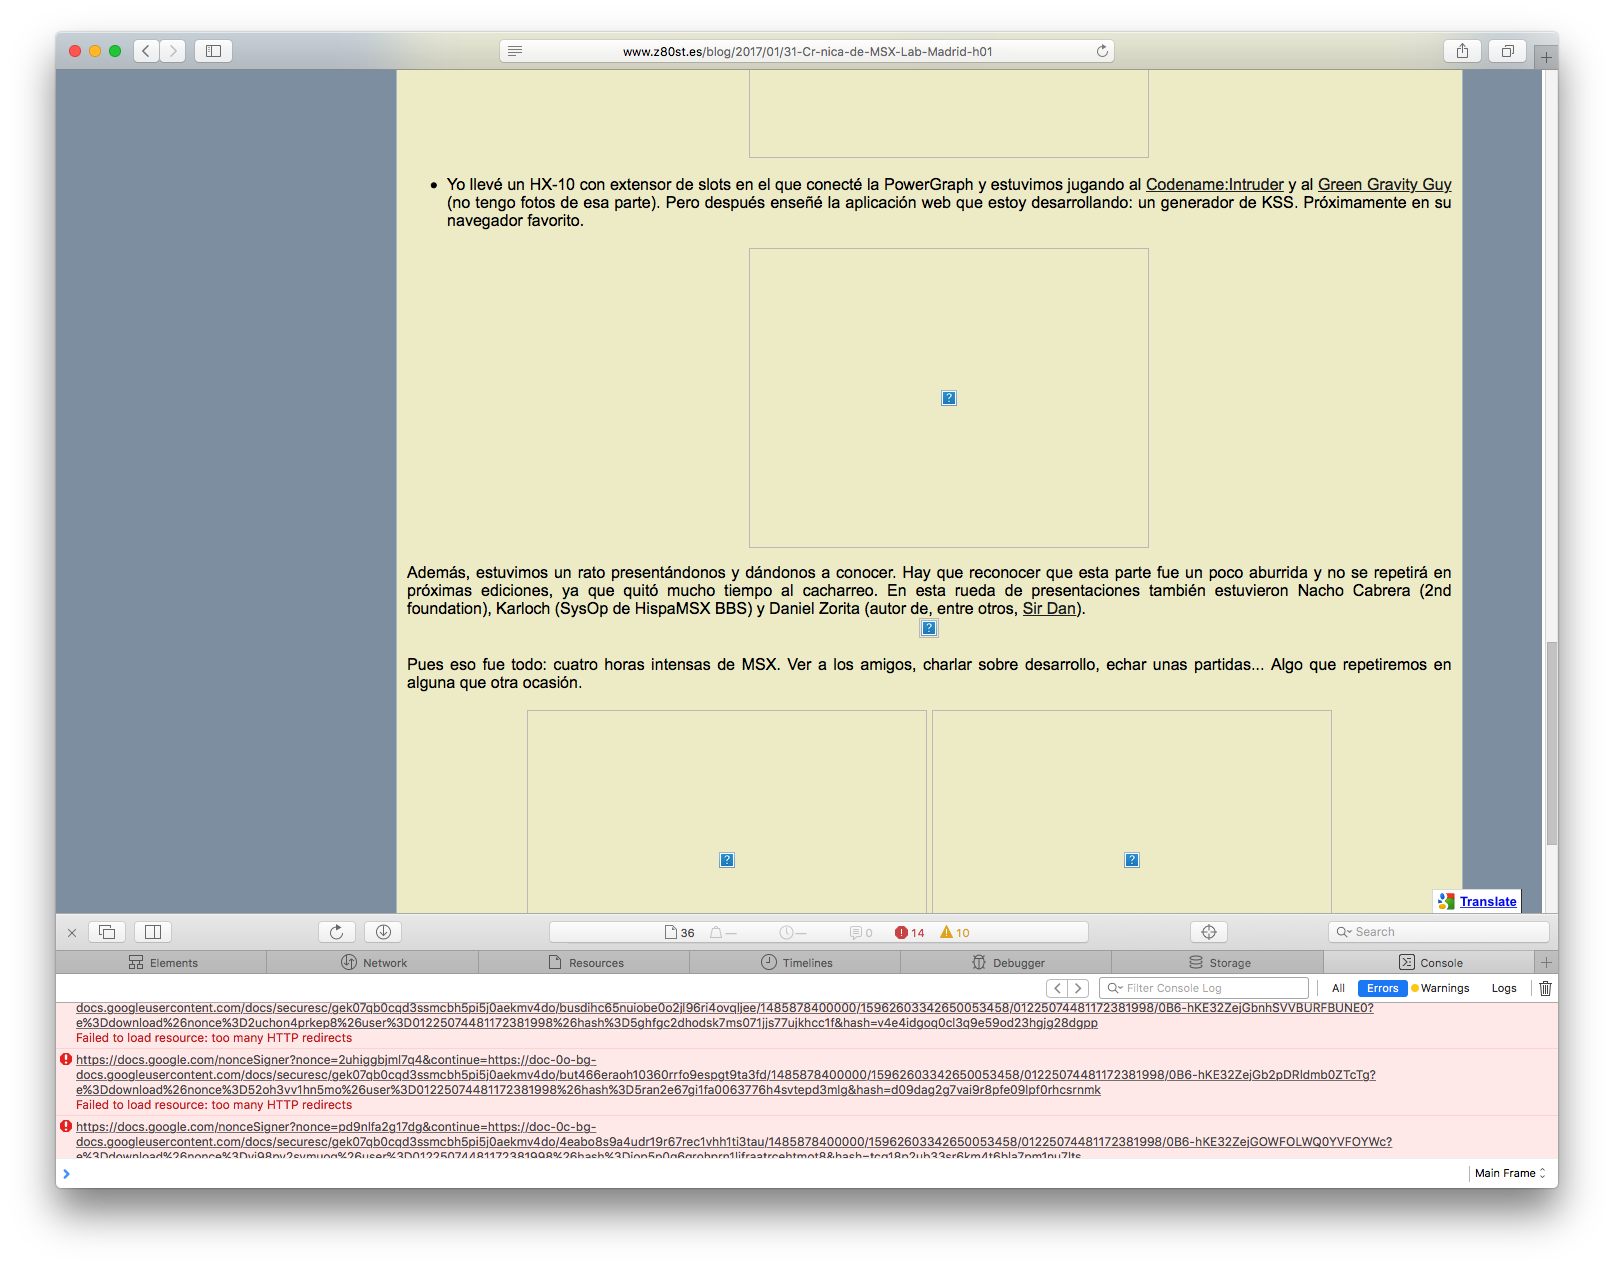 www.z80st.es/blog/2017/01/31-Cr-nica-de-MSX-Lab-Madrid-h01
Yo llevé un HX-10 con extensor de slots en el que conecté la PowerGraph y estuvimos jugando al Codename:Intruder y al Green Gravity Guy
(no tengo fotos de esa parte). Pero después enseñé la aplicación web que estoy desarrollando: un generador de KSS. Próximamente en su
navegador favorito.
Además, estuvimos un rato presentándonos y dándonos a conocer. Hay que reconocer que esta parte fue un poco aburrida y no se repetirá en
próximas ediciones, ya que quitó mucho tiempo al cacharreo. En esta rueda de presentaciones también estuvieron Nacho Cabrera (2nd
foundation), Karloch (SysOp de HispaMSX BBS) y Daniel Zorita (autor de, entre otros, Sir Dan).
Pues eso fue todo: cuatro horas intensas de MSX. Ver a los amigos, charlar sobre desarrollo, echar unas partidas... Algo que repetiremos en
alguna que otra ocasión.
Translate
36 — — 0 14 10
Search
Elements Network Resources Timelines Debugger Storage Console
Filter Console Log All Errors Warnings Logs
docs.googleusercontent.com/docs/securesc/gek07qb0cqd3ssmcbh5pi5j0aekmv4do/busdihc65nuiobe0o2jl96ri4ovqljee/1485878400000/15962603342650053458/01225074481172381998/0B6-hKE32ZejGbnhSVVBURFBUNE0?
e%3Ddownload%26nonce%3D2uchon4prkep8%26user%3D01225074481172381998%26hash%3D5ghfgc2dhodsk7ms071jjs77ujkhcc1f&hash=v4e4idgoq0cl3q9e59od23hgjg28dgpp
Failed to load resource: too many HTTP redirects
https://docs.google.com/nonceSigner?nonce=2uhiggbjml7q4&continue=https://doc-0o-bg-
docs.googleusercontent.com/docs/securesc/gek07qb0cqd3ssmcbh5pi5j0aekmv4do/but466eraoh10360rrfo9espgt9ta3fd/1485878400000/15962603342650053458/01225074481172381998/0B6-hKE32ZejGb2pDRldmb0ZTcTg?
e%3Ddownload%26nonce%3D52oh3vv1hn5mo%26user%3D01225074481172381998%26hash%3D5ran2e67gi1fa0063776h4svtepd3mlg&hash=d09dag2g7vai9r8pfe09lpf0rhcsrnmk
Failed to load resource: too many HTTP redirects
https://docs.google.com/nonceSigner?nonce=pd9nlfa2g17dg&continue=https://doc-0c-bg-
docs.googleusercontent.com/docs/securesc/gek07qb0cqd3ssmcbh5pi5j0aekmv4do/4eabo8s9a4udr19r67rec1vhh1ti3tau/1485878400000/15962603342650053458/01225074481172381998/0B6-hKE32ZejGOWFOLWQ0YVFOYWc?
Main Frame